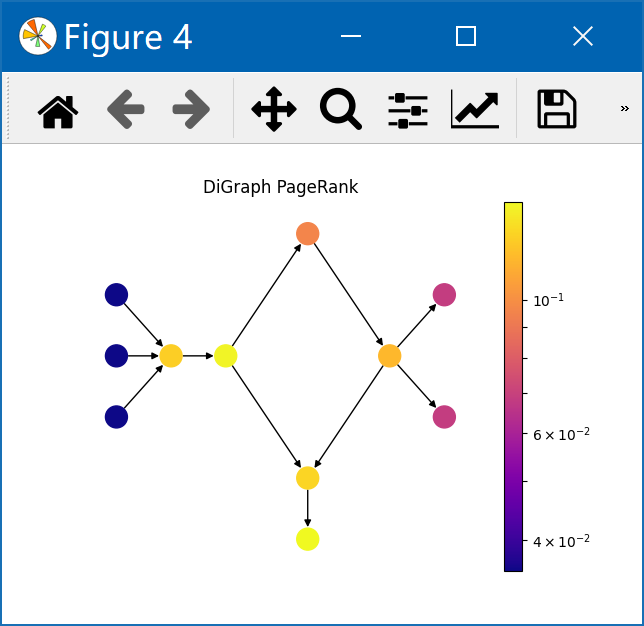 Figure 4
»
DiGraph PageRank
10⁻¹
6 × 10⁻²
4 × 10⁻²